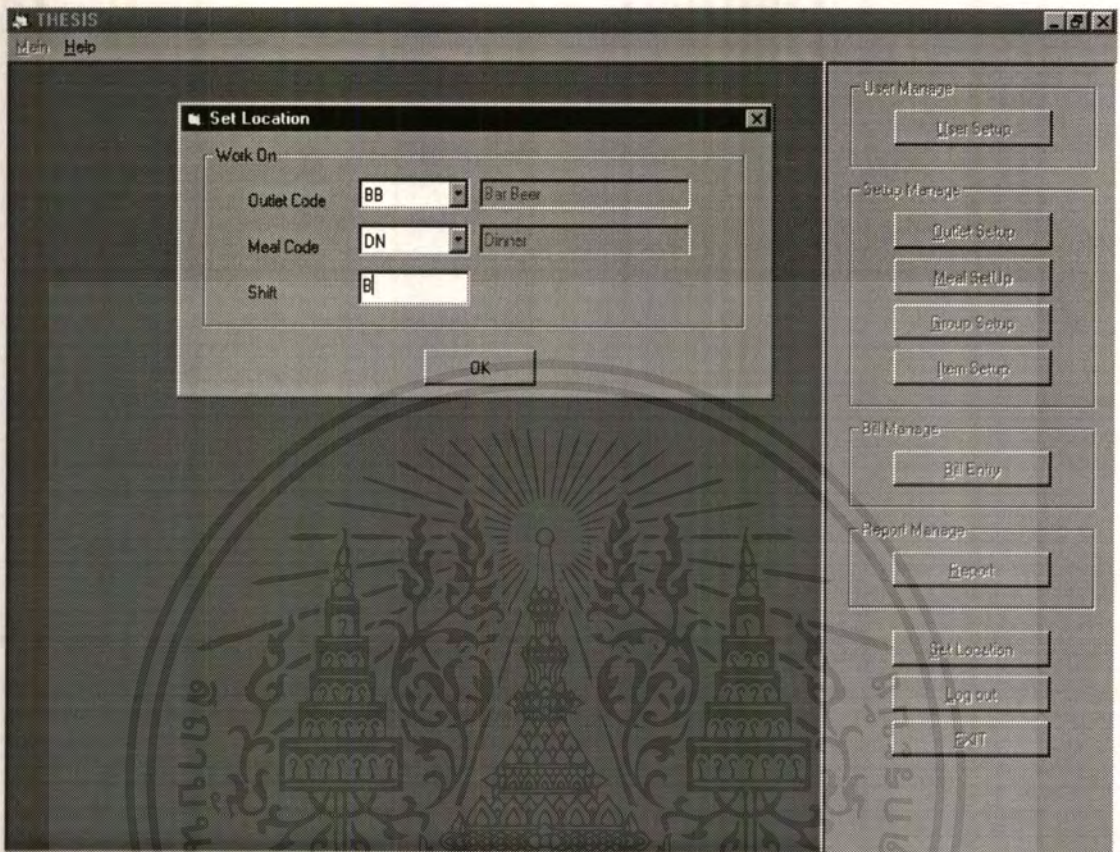 THESIS
Main Help
Set Location
Work On
Outlet Code BB Bar Beer
Meal Code DN Dinner
Shift B
OK
User Manage
User Setup
Setup Manage
Outlet Setup
Meal SetUp
Group Setup
Item Setup
Bill Manage
Bill Entry
Report Manage
Report
Set Location
Log out
EXIT